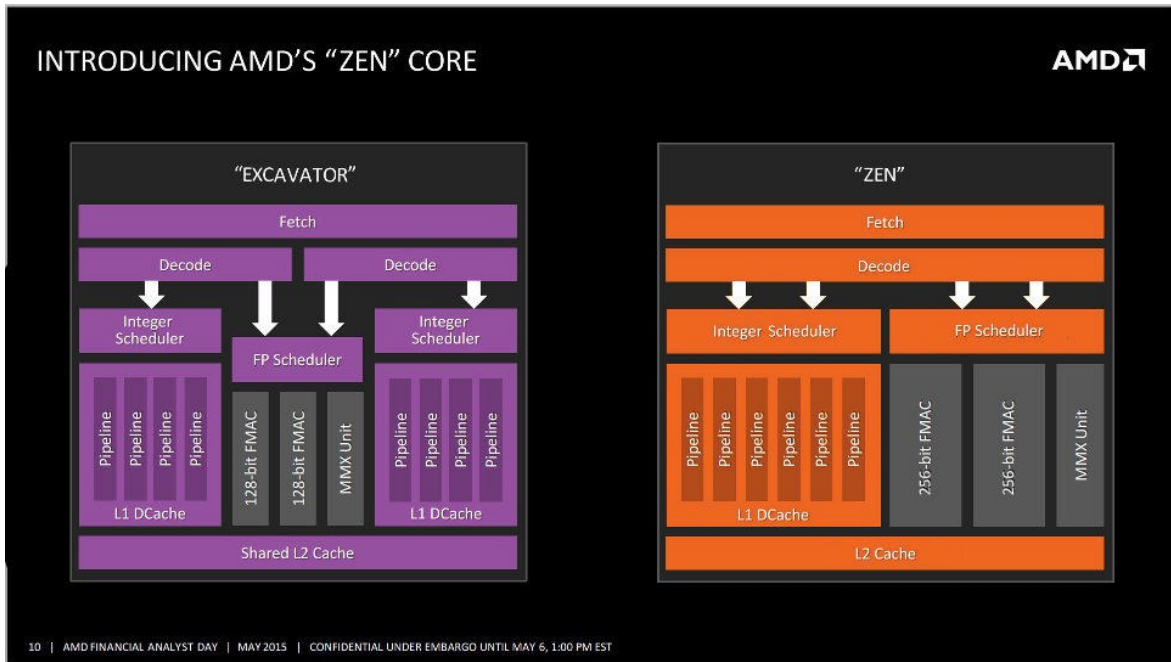 INTRODUCING AMD'S “ZEN” CORE
AMD
“EXCAVATOR”
Fetch
Decode
Decode
Integer
Scheduler
FP Scheduler
Integer
Scheduler
Pipeline
Pipeline
Pipeline
Pipeline
L1 DCache
128-bit FMAC
128-bit FMAC
MMX Unit
Pipeline
Pipeline
Pipeline
Pipeline
L1 DCache
Shared L2 Cache
“ZEN”
Fetch
Decode
Integer Scheduler
FP Scheduler
Pipeline
Pipeline
Pipeline
Pipeline
Pipeline
Pipeline
L1 DCache
256-bit FMAC
256-bit FMAC
MMX Unit
L2 Cache
10 | AMD FINANCIAL ANALYST DAY | MAY 2015 | CONFIDENTIAL UNDER EMBARGO UNTIL MAY 6, 1:00 PM EST